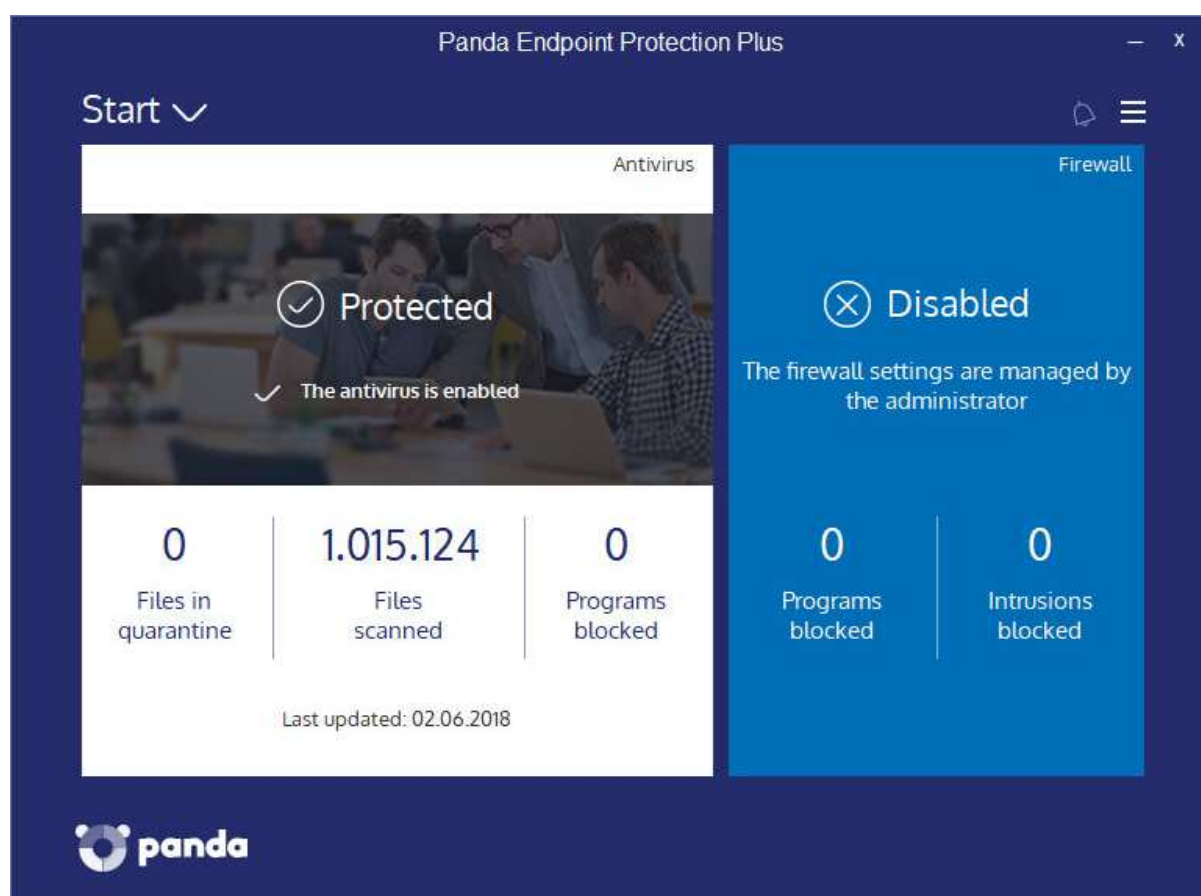 Panda Endpoint Protection Plus
Start
Antivirus
Protected
The antivirus is enabled
0
Files in
quarantine
1.015.124
Files
scanned
0
Programs
blocked
Last updated: 02.06.2018
Firewall
Disabled
The firewall settings are managed by
the administrator
0
Programs
blocked
0
Intrusions
blocked
panda